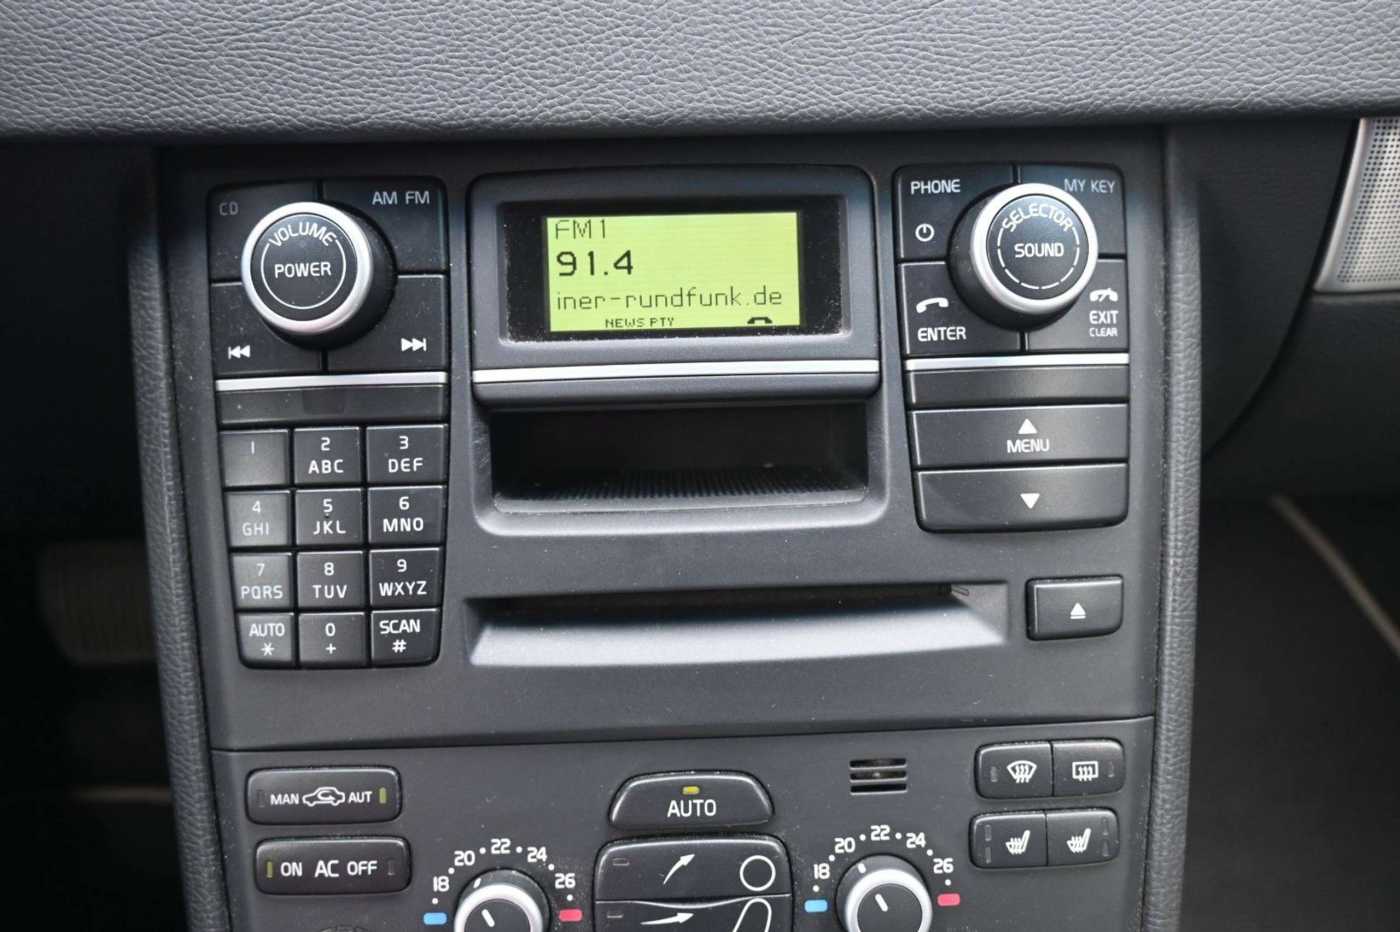 CD
AM FM
VOLUME
POWER
FM1
91.4
iner-rundfunk.de
NEWS PTY
PHONE
MY KEY
SELECTOR
SOUND
ENTER
EXIT
CLEAR
1
2
ABC
3
DEF
4
GHI
5
JKL
6
MNO
7
PQRS
8
TUV
9
WXYZ
AUTO
*
0
+
SCAN
#
MENU
MAN AUT
AUTO
ON AC OFF
18 20 22 24 26
18 20 22 24 26